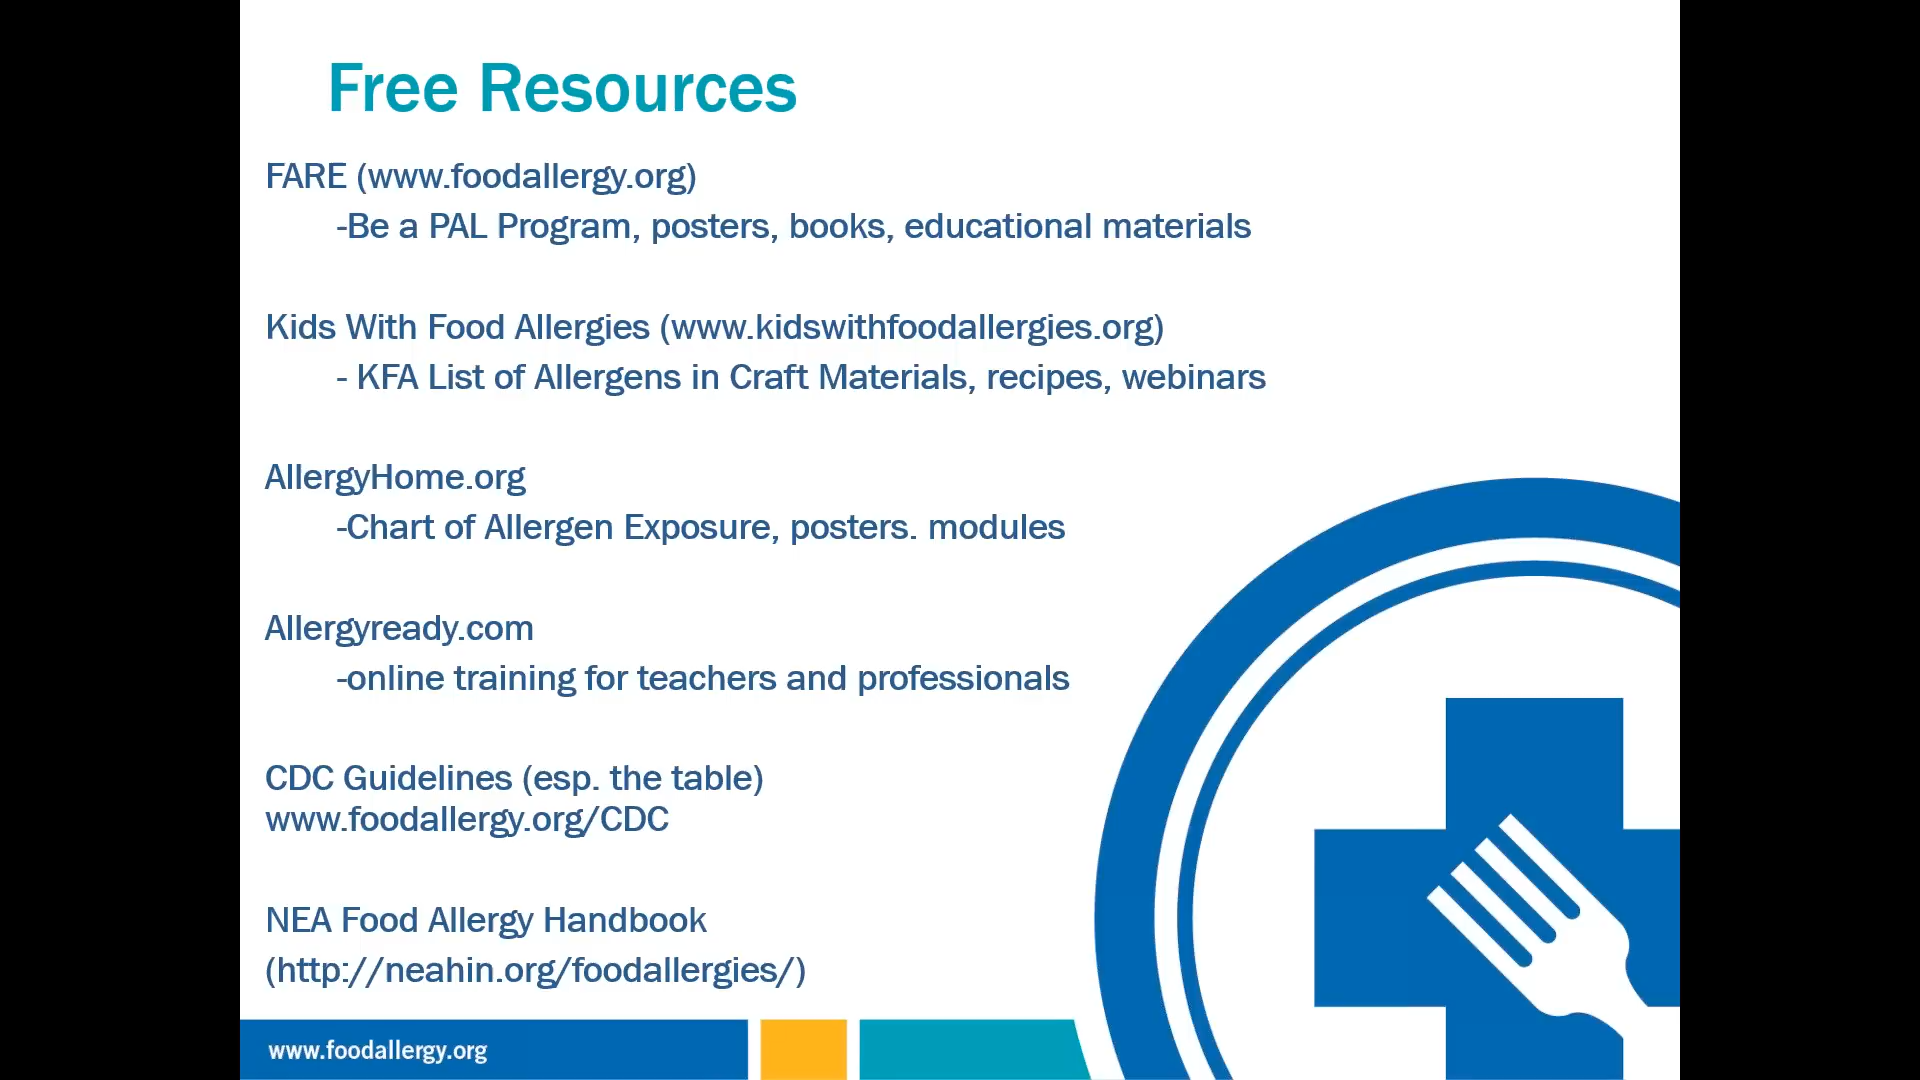 Free Resources
FARE (www.foodallergy.org)
-Be a PAL Program, posters, books, educational materials
Kids With Food Allergies (www.kidswithfoodallergies.org)
- KFA List of Allergens in Craft Materials, recipes, webinars
AllergyHome.org
-Chart of Allergen Exposure, posters. modules
Allergyready.com
-online training for teachers and professionals
CDC Guidelines (esp. the table)
www.foodallergy.org/CDC
NEA Food Allergy Handbook
(http://neahin.org/foodallergies/)
www.foodallergy.org